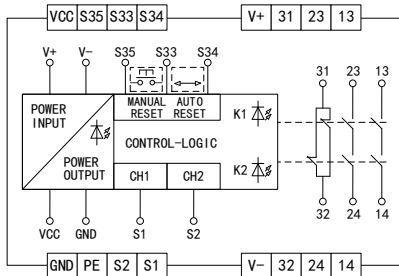 VCC S35 S33 S34 V+ 31 23 13
V+ V- S35 S33 S34
31 23 13
POWER INPUT
MANUAL RESET
AUTO RESET
K1
CONTROL-LOGIC
POWER OUTPUT
K2
CH1 CH2
32 24 14
VCC GND S1 S2
GND PE S2 S1 V- 32 24 14